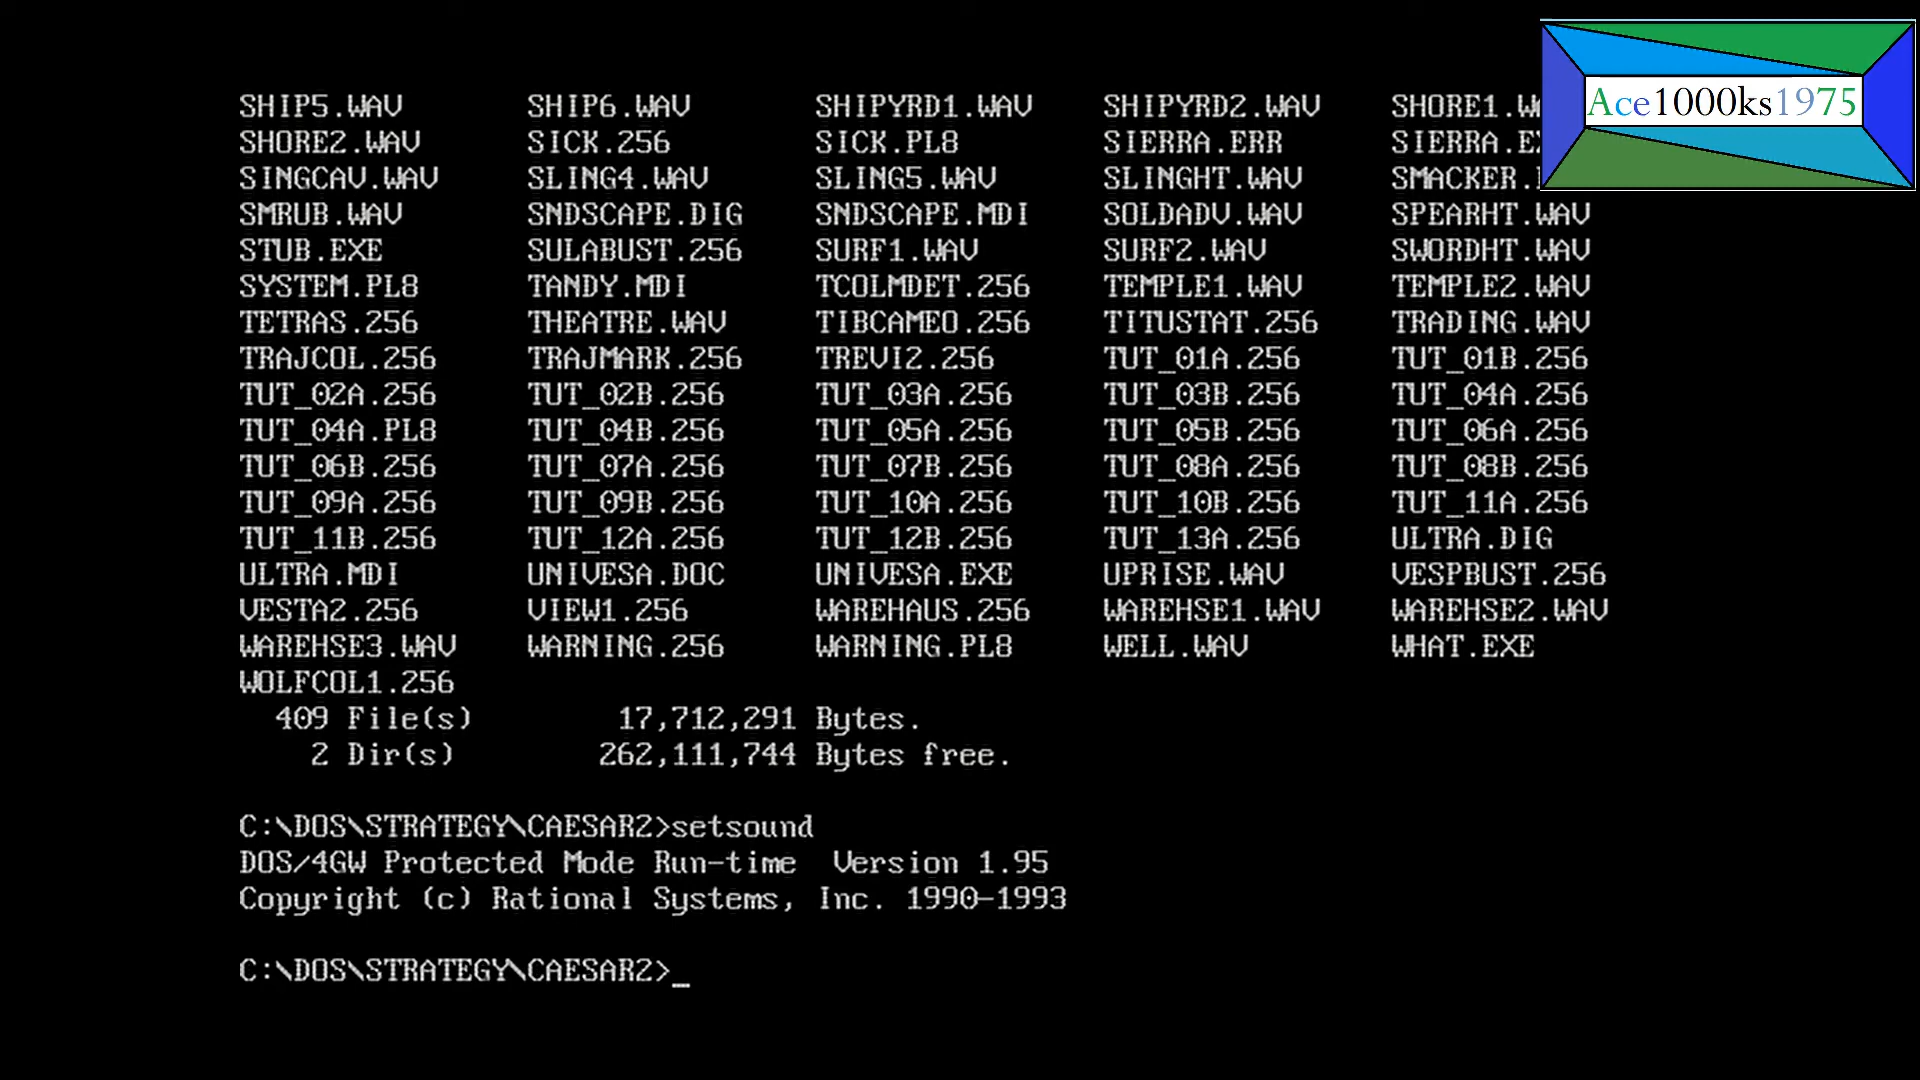 SHIP5.WAV SHIP6.WAV SHIPYRD1.WAV SHIPYRD2.WAV SHORE1.WA
Ace1000ks1975
SHORE2.WAV SICK.256 SICK.PL8 SIERRA.ERR SIERRA.EX
SINGCAV.WAV SLING4.WAV SLING5.WAV SLINGHT.WAV SMACKER.
SMRUB.WAV SNDSCAPE.DIG SNDSCAPE.MDI SOLDADV.WAV SPEARHT.WAV
STUB.EXE SULABUST.256 SURF1.WAV SURF2.WAV SWORDHT.WAV
SYSTEM.PL8 TANDY.MDI TCOLMDET.256 TEMPLE1.WAV TEMPLE2.WAV
TETRAS.256 THEATRE.WAV TIBCAMEO.256 TITUSTAT.256 TRADING.WAV
TRAJCOL.256 TRAJMARK.256 TREVI2.256 TUT_01A.256 TUT_01B.256
TUT_02A.256 TUT_02B.256 TUT_03A.256 TUT_03B.256 TUT_04A.256
TUT_04A.PL8 TUT_04B.256 TUT_05A.256 TUT_05B.256 TUT_06A.256
TUT_06B.256 TUT_07A.256 TUT_07B.256 TUT_08A.256 TUT_08B.256
TUT_09A.256 TUT_09B.256 TUT_10A.256 TUT_10B.256 TUT_11A.256
TUT_11B.256 TUT_12A.256 TUT_12B.256 TUT_13A.256 ULTRA.DIG
ULTRA.MDI UNIVESA.DOC UNIVESA.EXE UPRISE.WAV VESPBUST.256
VESTA2.256 VIEW1.256 WAREHAUS.256 WAREHSE1.WAV WAREHSE2.WAV
WAREHSE3.WAV WARNING.256 WARNING.PL8 WELL.WAV WHAT.EXE
WOLFCOL1.256
409 File(s) 17,712,291 Bytes.
2 Dir(s) 262,111,744 Bytes free.
C:\DOS\STRATEGY\CAESAR2>setsound
DOS/4GW Protected Mode Run-time Version 1.95
Copyright (c) Rational Systems, Inc. 1990-1993
C:\DOS\STRATEGY\CAESAR2>_